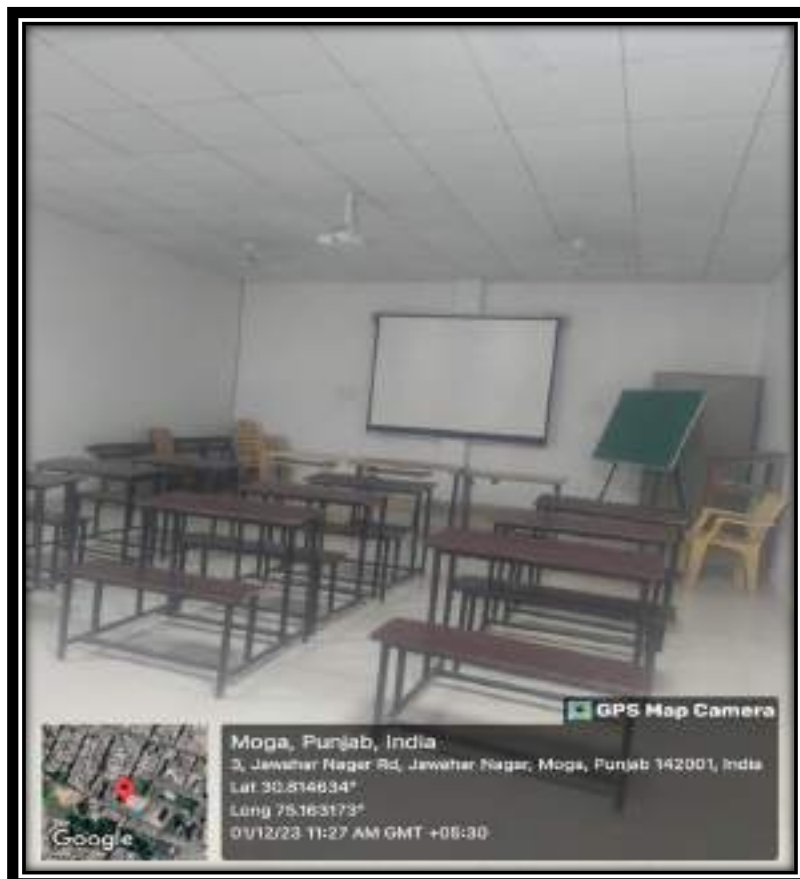 GPS Map Camera
Moga, Punjab, India
3, Jawahar Nagar Rd, Jawahar Nagar, Moga, Punjab 142001, India
Lat 30.814634°
Long 75.163173°
01/12/23 11:27 AM GMT +05:30
Google